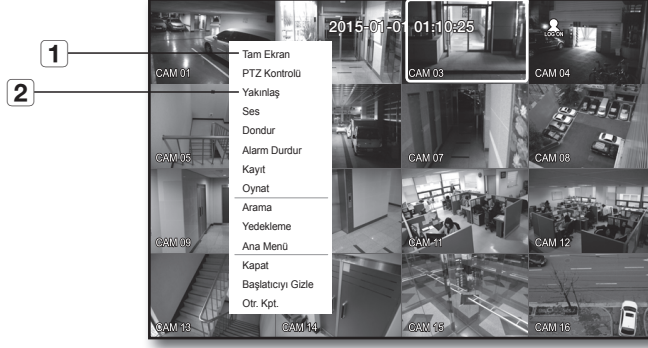 2015-01-01 01:10:25
LOG ON
1
2
Tam Ekran
PTZ Kontrolü
Yakınlaş
Ses
Dondur
Alarm Durdur
Kayıt
Oynat
Arama
Yedekleme
Ana Menü
Kapat
Başlatıcıyı Gizle
Otr. Kpt.
CAM 01
CAM 03
CAM 04
CAM 05
CAM 07
CAM 08
CAM 09
CAM 11
CAM 12
CAM 13
CAM 14
CAM 15
CAM 16